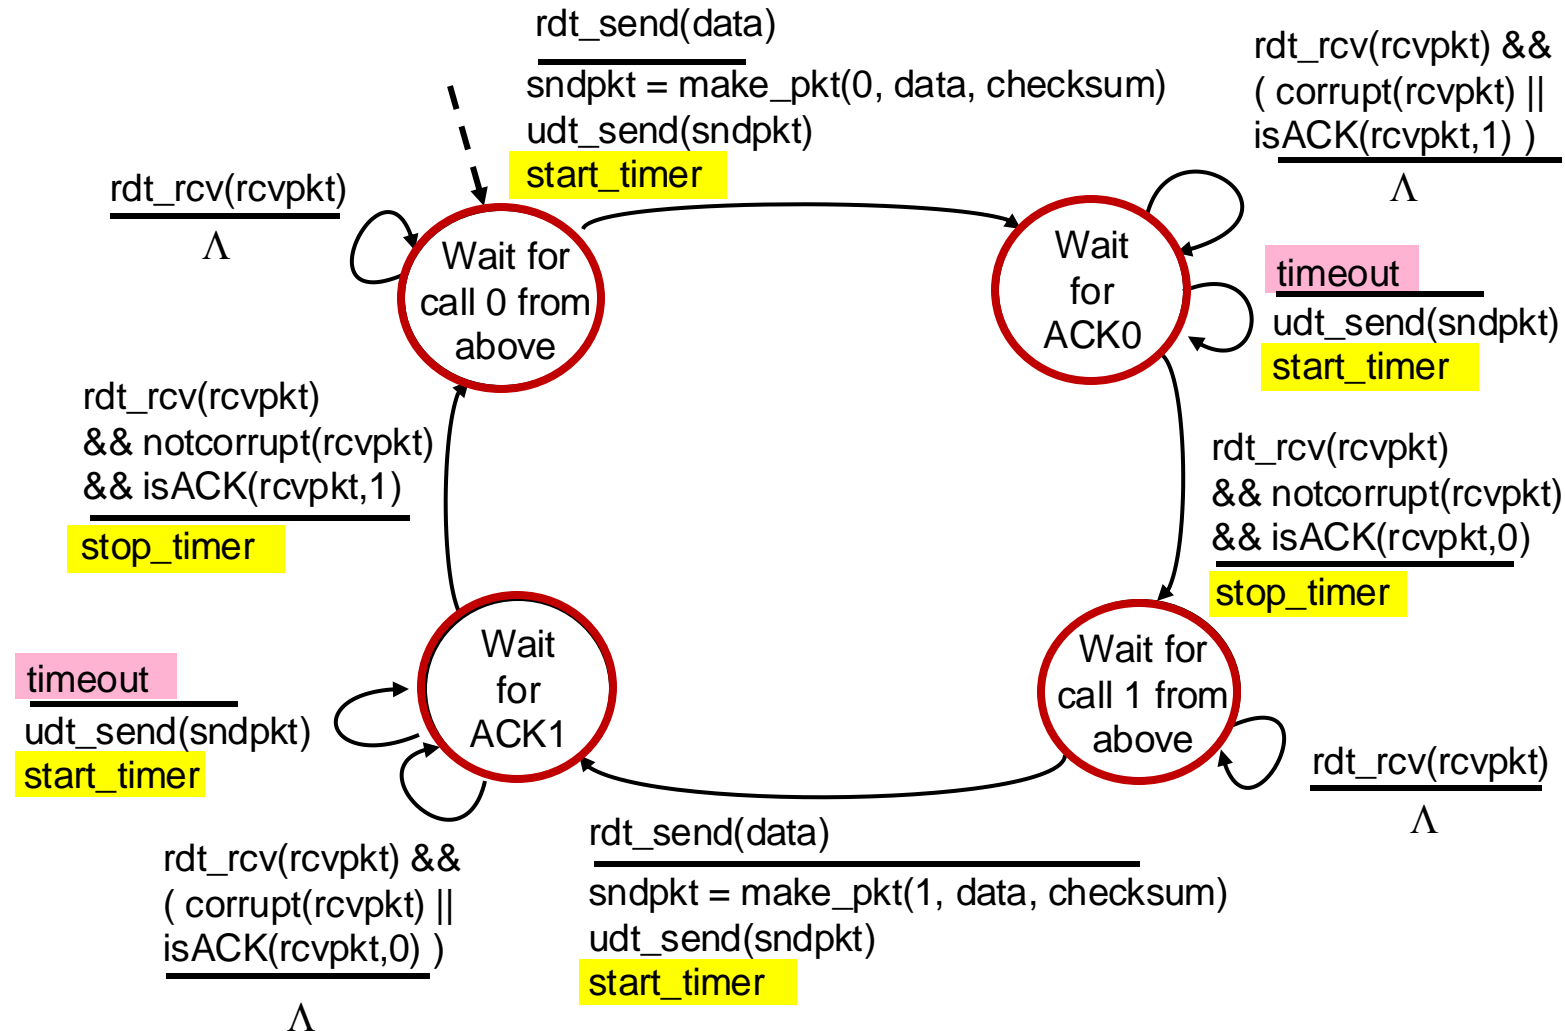 rdt_send(data)
sndpkt = make_pkt(0, data, checksum)
udt_send(sndpkt)
start_timer
rdt_rcv(rcvpkt) &&
( corrupt(rcvpkt) ||
isACK(rcvpkt,1) )
Λ
rdt_rcv(rcvpkt)
Λ
Wait for
call 0 from
above
Wait
for
ACK0
timeout
udt_send(sndpkt)
start_timer
rdt_rcv(rcvpkt)
&& notcorrupt(rcvpkt)
&& isACK(rcvpkt,1)
stop_timer
rdt_rcv(rcvpkt)
&& notcorrupt(rcvpkt)
&& isACK(rcvpkt,0)
stop_timer
Wait
for
ACK1
Wait for
call 1 from
above
timeout
udt_send(sndpkt)
start_timer
rdt_rcv(rcvpkt)
Λ
rdt_rcv(rcvpkt) &&
( corrupt(rcvpkt) ||
isACK(rcvpkt,0) )
Λ
rdt_send(data)
sndpkt = make_pkt(1, data, checksum)
udt_send(sndpkt)
start_timer